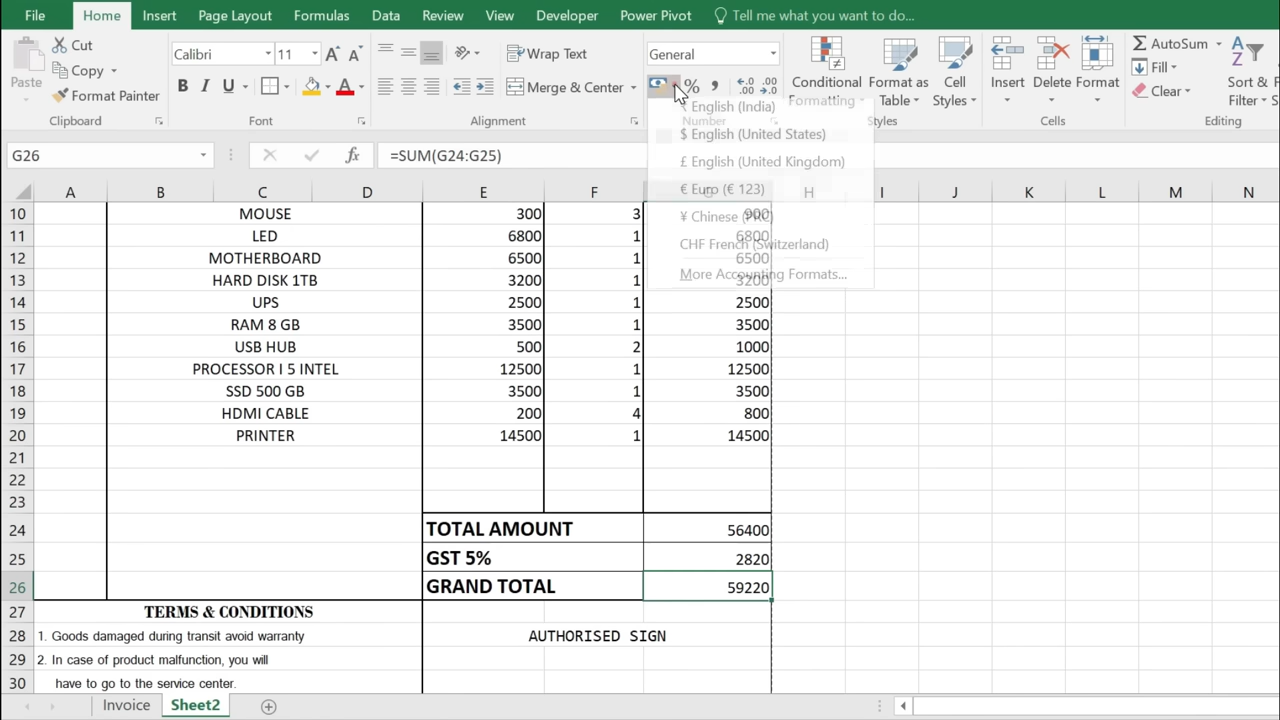 File Home Insert Page Layout Formulas Data Review View Developer Power Pivot Tell me what you want to do...
Paste Cut Copy Format Painter Clipboard
Calibri 11 A A B I U A Font
Wrap Text Merge & Center Alignment
General % , Number
Conditional Formatting Format as Table Cell Styles Styles
Insert Delete Format Cells
Σ AutoSum Fill Clear Sort & Filter Editing
English (India)
$ English (United States)
£ English (United Kingdom)
€ Euro (€ 123)
¥ Chinese (PRC)
CHF French (Switzerland)
More Accounting Formats...
G26 fx =SUM(G24:G25)
A B C D E F G H I J K L M N
10 MOUSE 300 3 900
11 LED 6800 1 6800
12 MOTHERBOARD 6500 1 6500
13 HARD DISK 1TB 3200 1 3200
14 UPS 2500 1 2500
15 RAM 8 GB 3500 1 3500
16 USB HUB 500 2 1000
17 PROCESSOR I 5 INTEL 12500 1 12500
18 SSD 500 GB 3500 1 3500
19 HDMI CABLE 200 4 800
20 PRINTER 14500 1 14500
21
22
23
24 TOTAL AMOUNT 56400
25 GST 5% 2820
26 GRAND TOTAL 59220
27 TERMS & CONDITIONS
28 1. Goods damaged during transit avoid warranty AUTHORISED SIGN
29 2. In case of product malfunction, you will
30 have to go to the service center.
Invoice Sheet2